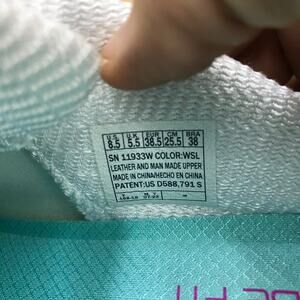 U.S U.K EUR CM BRA
8.5 5.5 38.5 25.5 38
SN 11933W COLOR:WSL
LEATHER AND MAN MADE UPPER
MADE IN CHINA/HECHO EN CHINA
PATENT:US D588,791 S